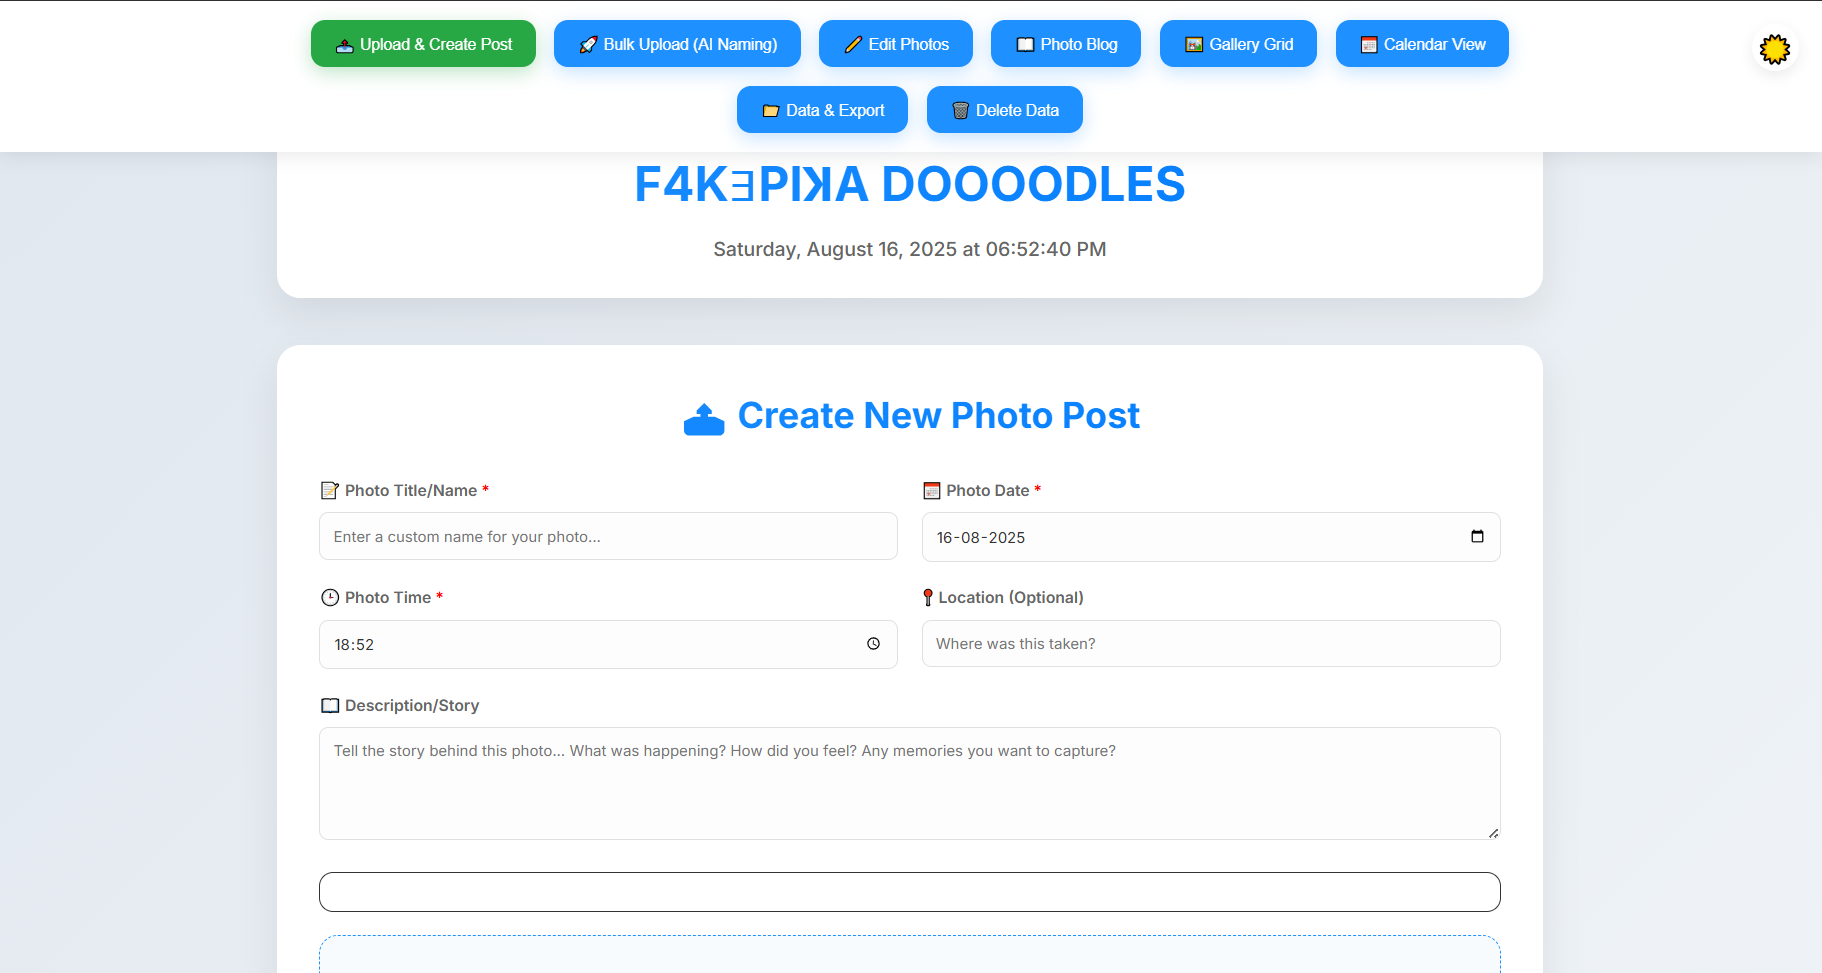 Upload & Create Post
Bulk Upload (AI Naming)
Edit Photos
Photo Blog
Gallery Grid
Calendar View
Data & Export
Delete Data
F4KƎPIꓘA DOOOODLES
Saturday, August 16, 2025 at 06:52:40 PM
Create New Photo Post
Photo Title/Name *
Photo Date *
Enter a custom name for your photo...
16-08-2025
Photo Time *
Location (Optional)
18:52
Where was this taken?
Description/Story
Tell the story behind this photo... What was happening? How did you feel? Any memories you want to capture?